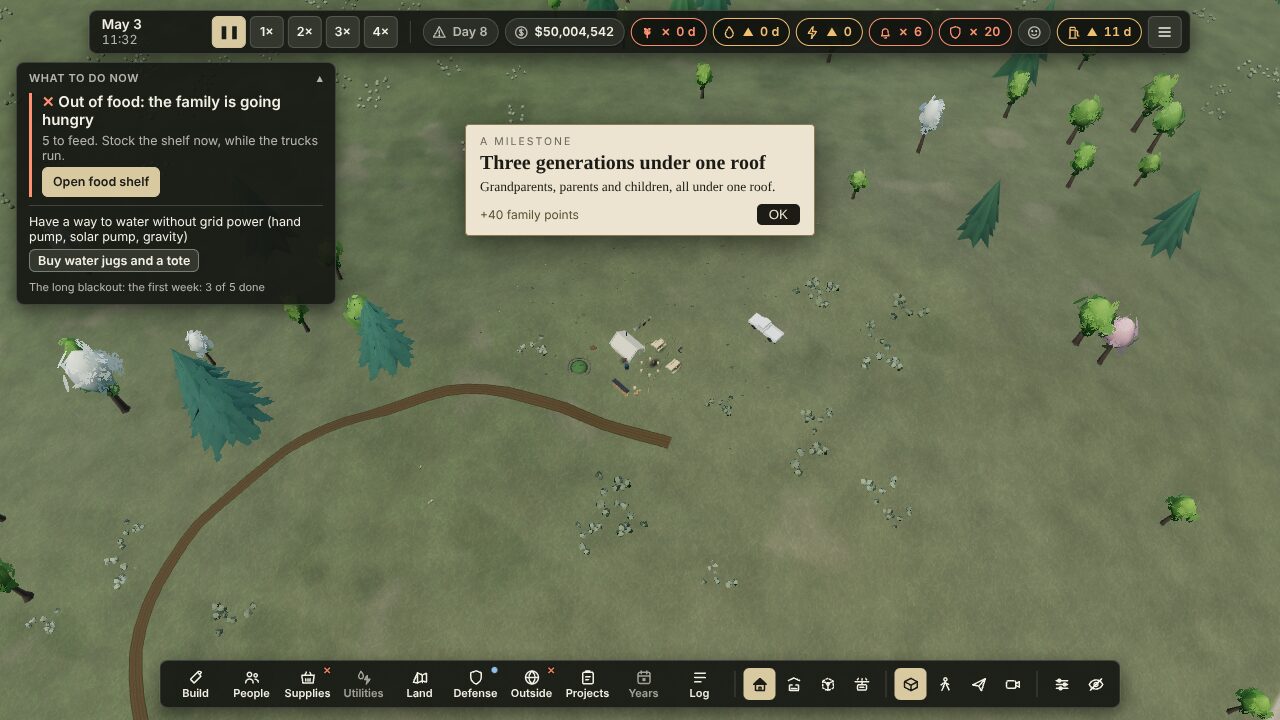 May 3
11:32
1×
2×
3×
4×
Day 8
$50,004,542
× 0 d
▲ 0 d
▲ 0
× 6
× 20
▲ 11 d
WHAT TO DO NOW ▲
× Out of food: the family is going
hungry
5 to feed. Stock the shelf now, while the trucks
run.
Open food shelf
Have a way to water without grid power (hand
pump, solar pump, gravity)
Buy water jugs and a tote
The long blackout: the first week: 3 of 5 done
A MILESTONE
Three generations under one roof
Grandparents, parents and children, all under one roof.
+40 family points
OK
Build
People
Supplies
Utilities
Land
Defense
Outside
Projects
Years
Log